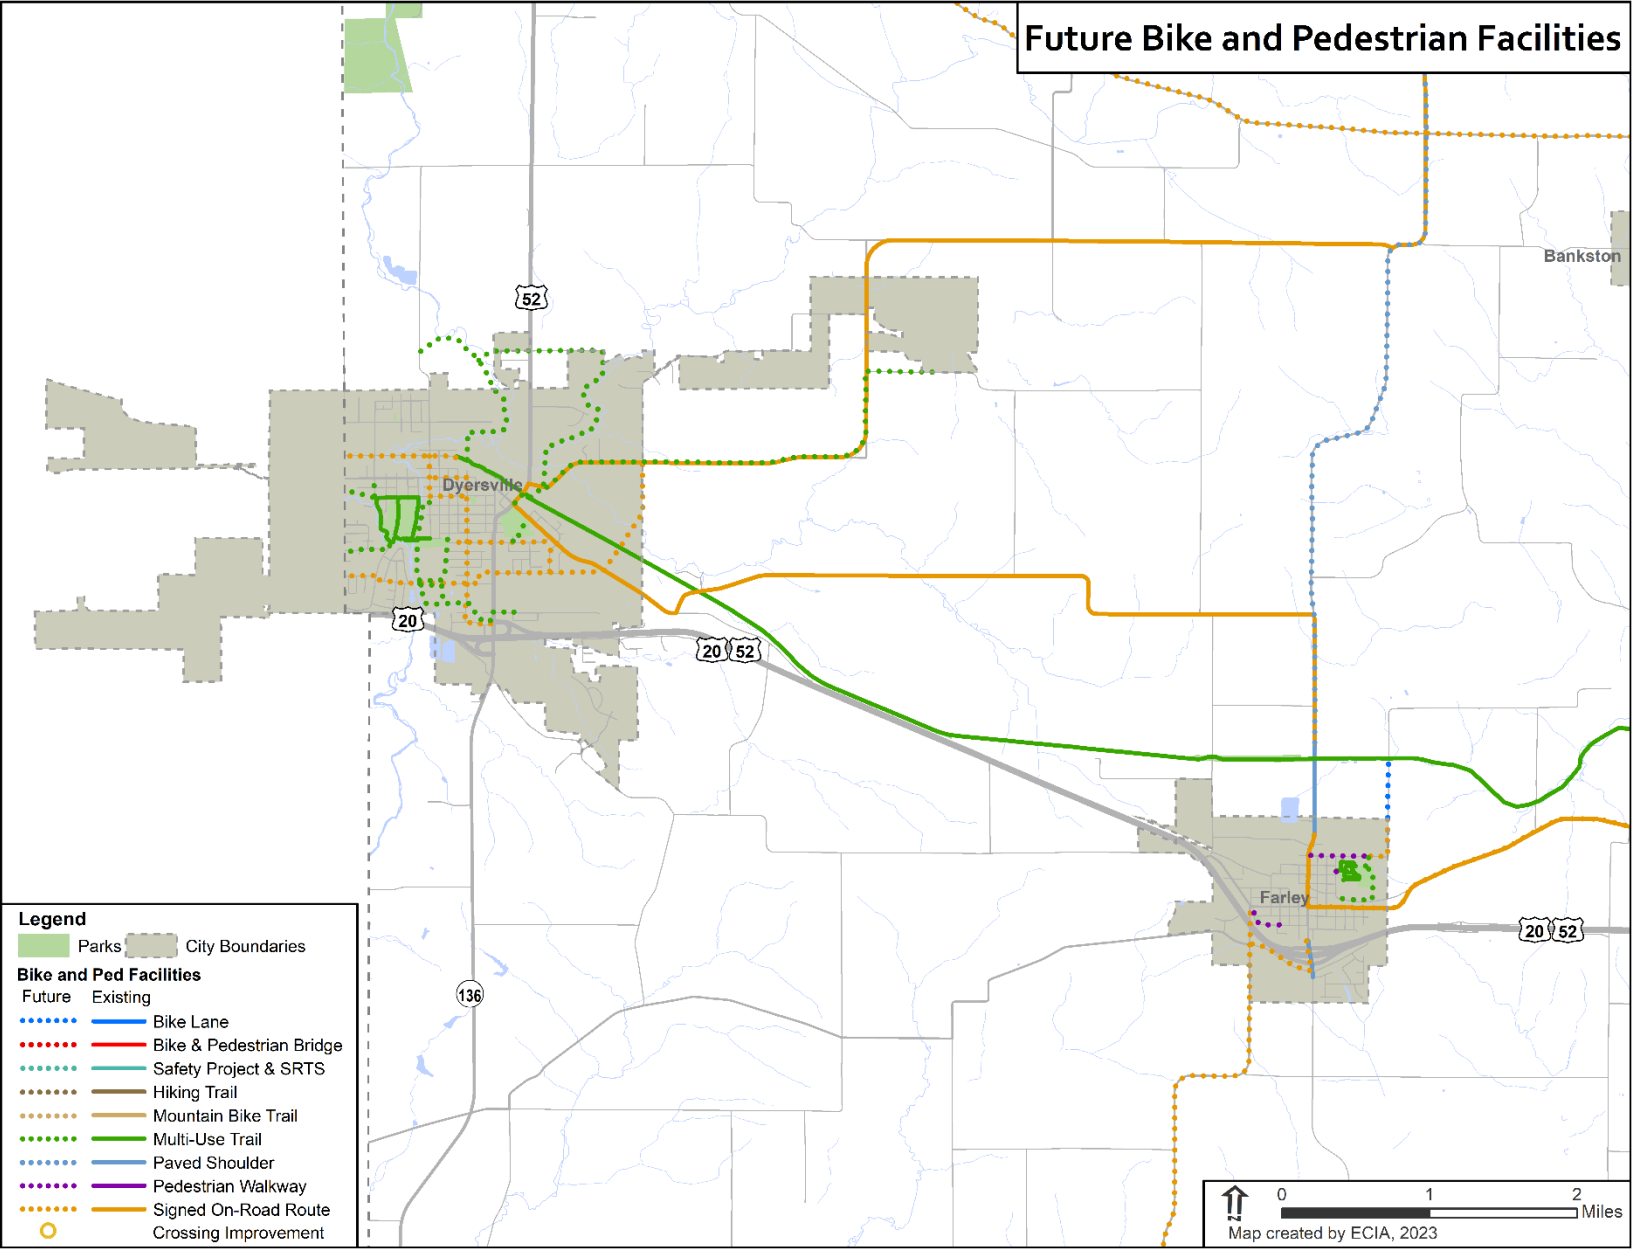 Future Bike and Pedestrian Facilities
Bankston
52
Dyersville
20
20 52
Farley
20 52
136
Legend
Parks City Boundaries
Bike and Ped Facilities
Future Existing
Bike Lane
Bike & Pedestrian Bridge
Safety Project & SRTS
Hiking Trail
Mountain Bike Trail
Multi-Use Trail
Paved Shoulder
Pedestrian Walkway
Signed On-Road Route
Crossing Improvement
N
0 1 2
Miles
Map created by ECIA, 2023